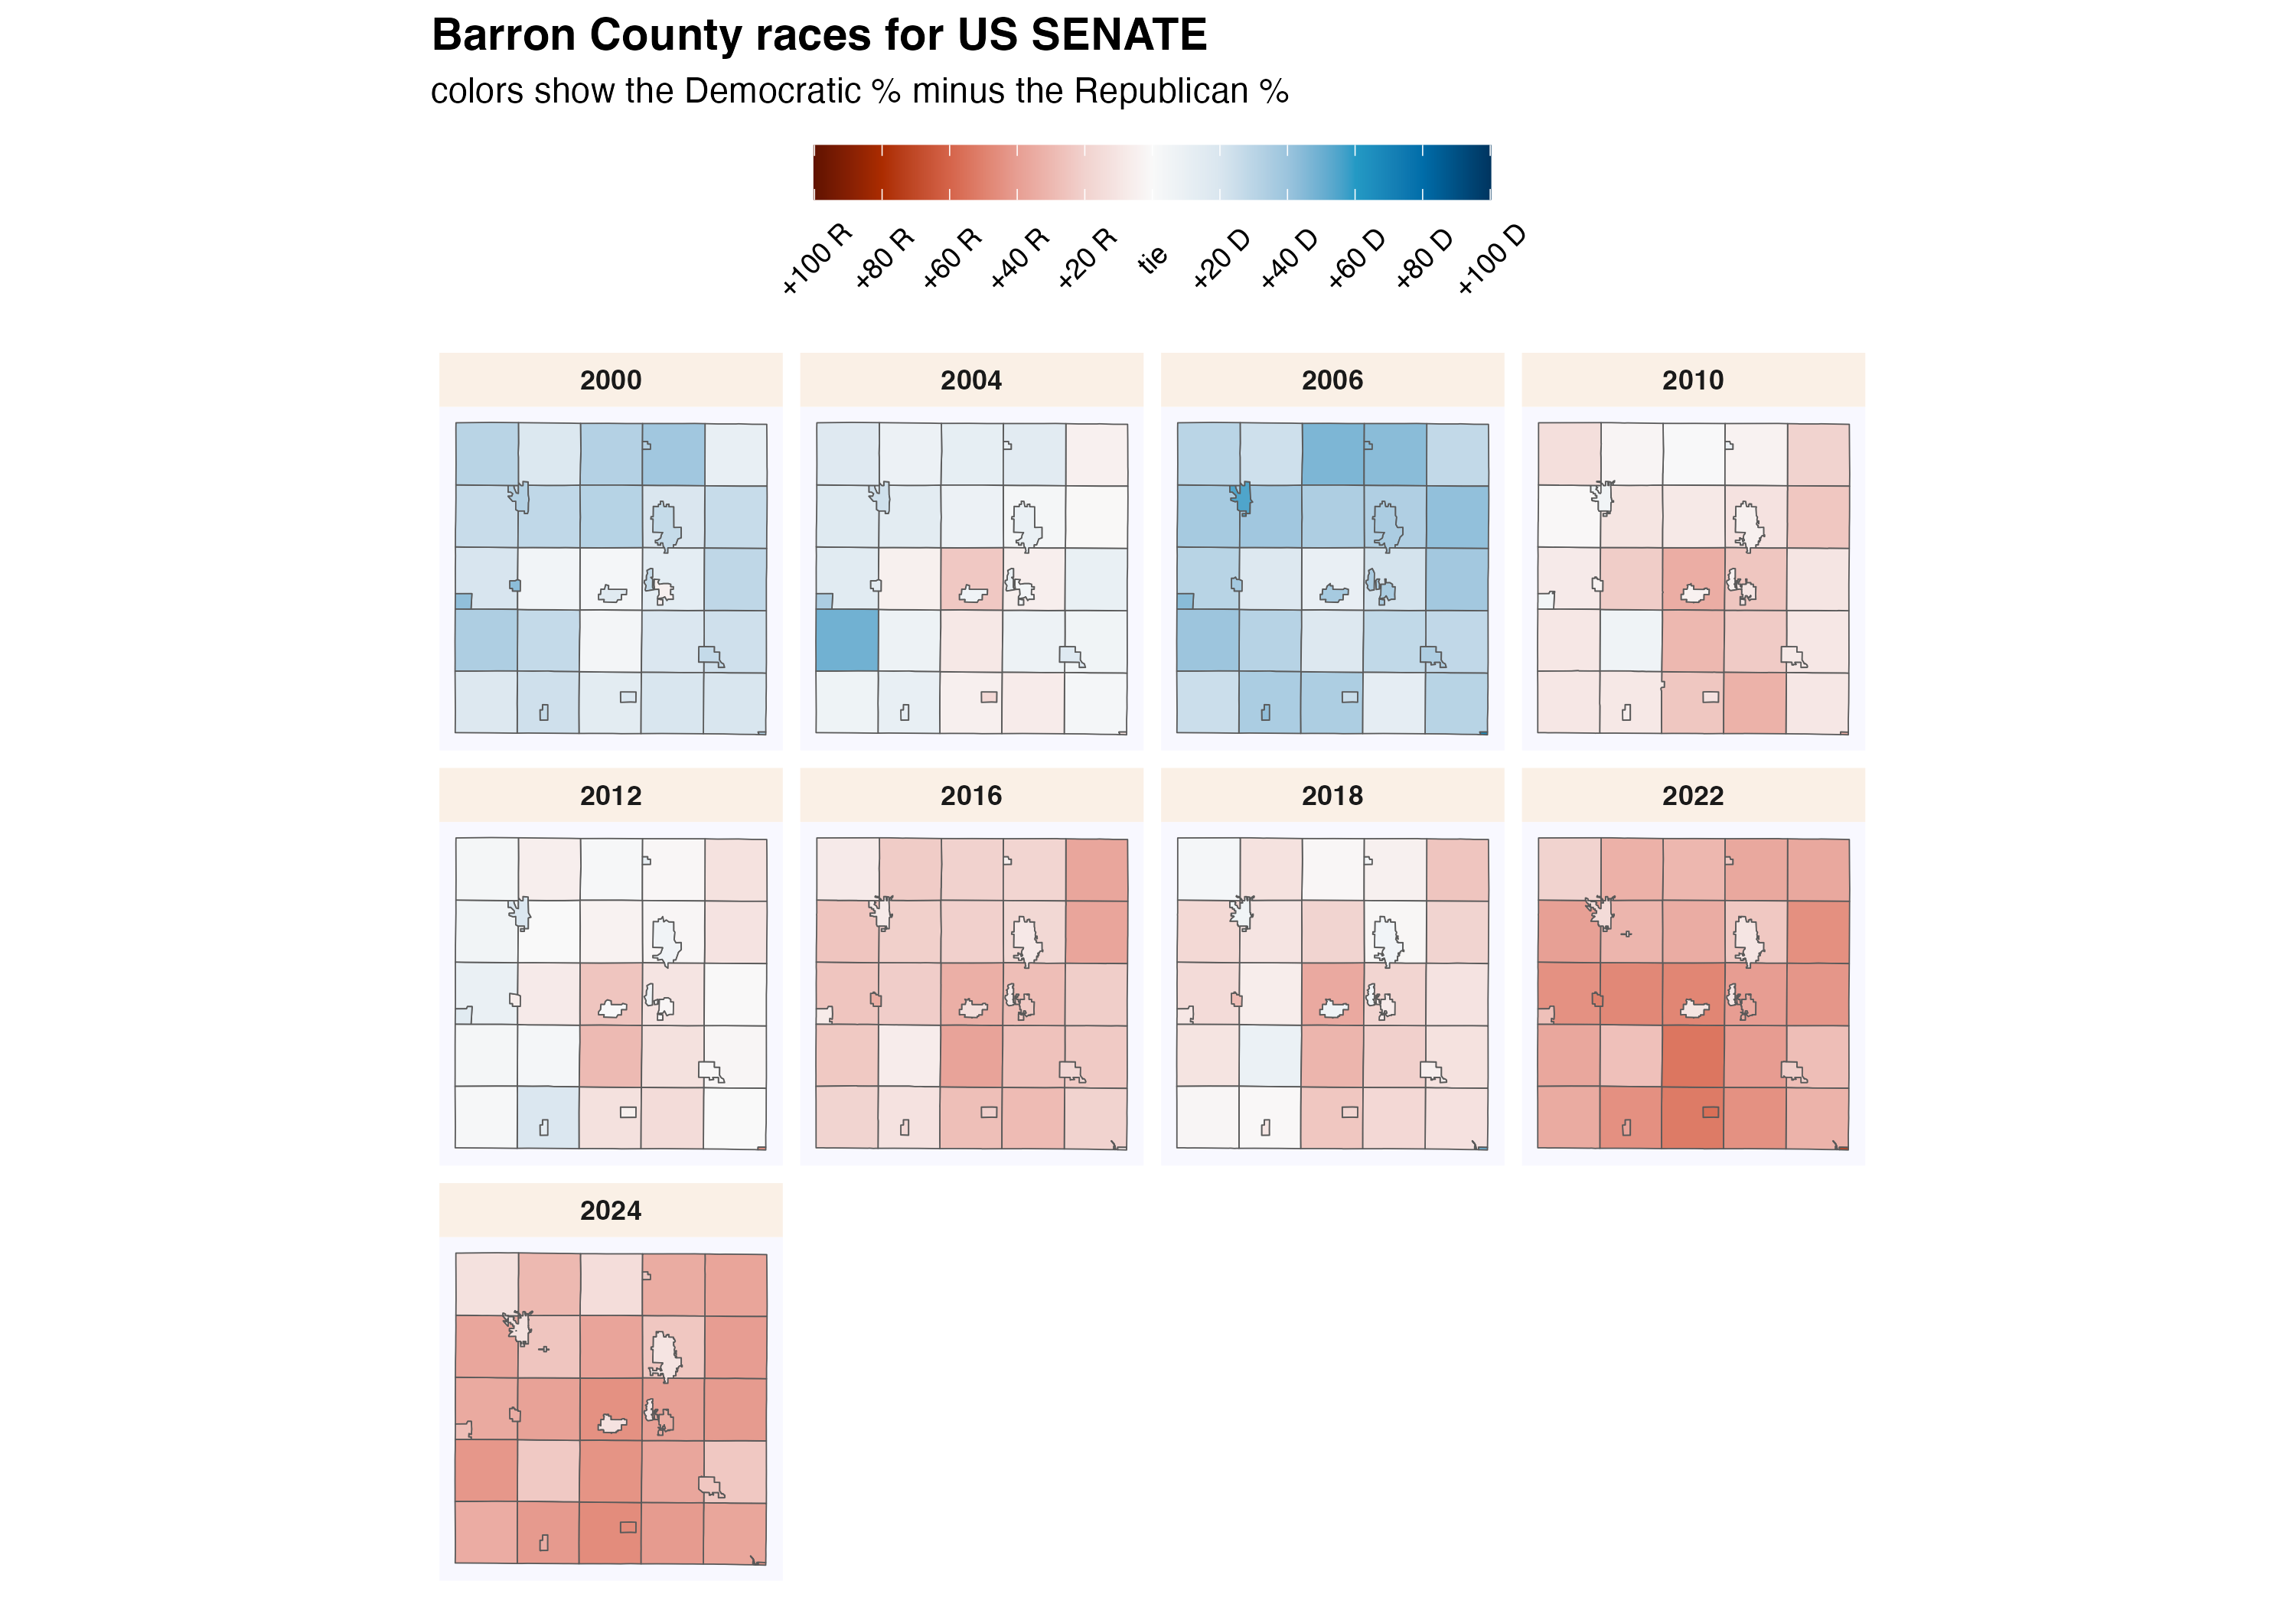 Barron County races for US SENATE
colors show the Democratic % minus the Republican %
+100 R
+80 R
+60 R
+40 R
+20 R
tie
+20 D
+40 D
+60 D
+80 D
+100 D
2000
2004
2006
2010
2012
2016
2018
2022
2024